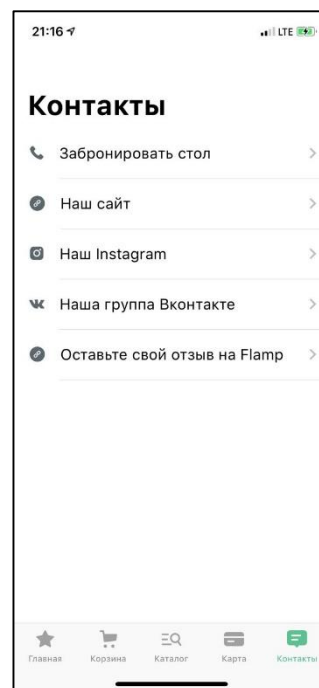 21:16
LTE
Контакты
Забронировать стол
Наш сайт
Наш Instagram
Наша группа Вконтакте
Оставьте свой отзыв на Flamp
Главная Корзина Каталог Карта Контакты